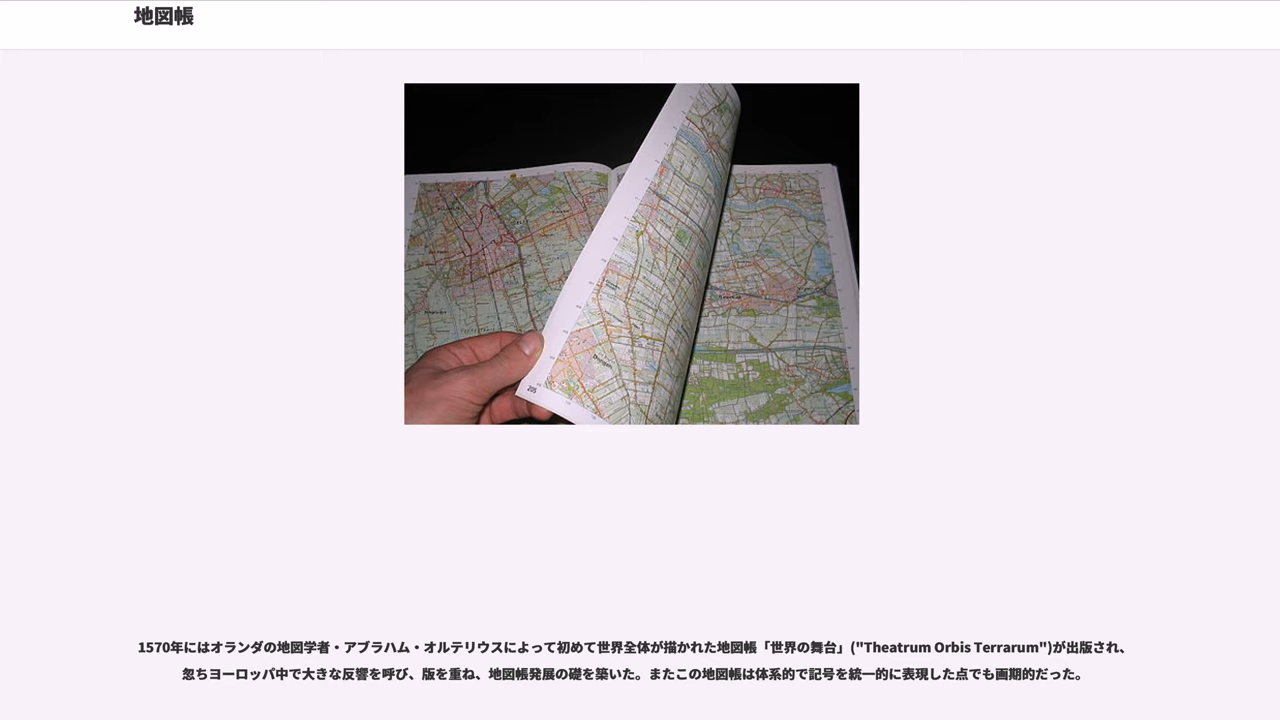 地図帳
205
1570年にはオランダの地図学者・アブラハム・オルテリウスによって初めて世界全体が描かれた地図帳「世界の舞台」("Theatrum Orbis Terrarum")が出版され、
忽ちヨーロッパ中で大きな反響を呼び、版を重ね、地図帳発展の礎を築いた。またこの地図帳は体系的で記号を統一的に表現した点でも画期的だった。